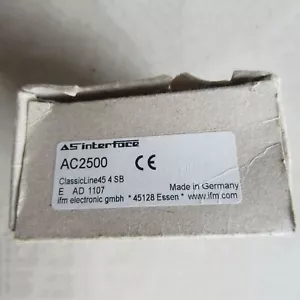 AS interface
AC2500 CE
ClassicLine45 4 SB
E AD 1107 Made in Germany
ifm electronic gmbh * 45128 Essen * www.ifm.com